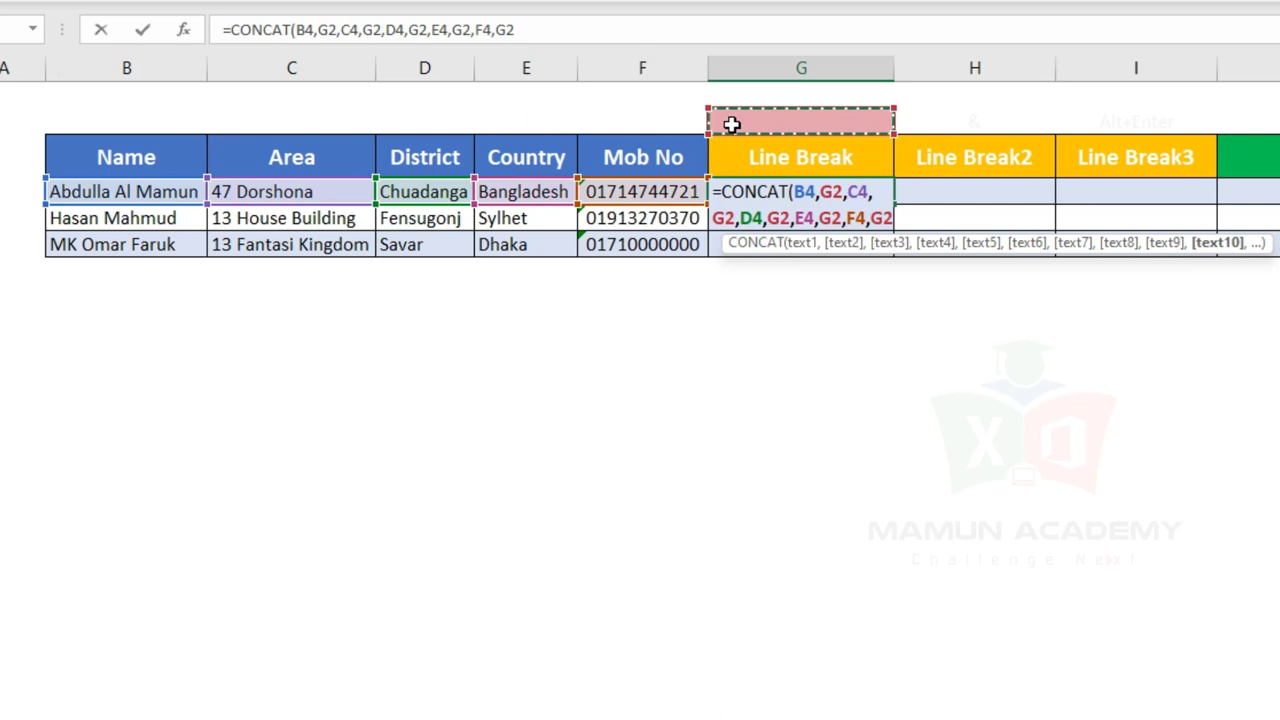 =CONCAT(B4,G2,C4,G2,D4,G2,E4,G2,F4,G2
A B C D E F G H I
& Alt+Enter
Name Area District Country Mob No Line Break Line Break2 Line Break3
Abdulla Al Mamun 47 Dorshona Chuadanga Bangladesh 01714744721 =CONCAT(B4,G2,C4,
Hasan Mahmud 13 House Building Fensugonj Sylhet 01913270370 G2,D4,G2,E4,G2,F4,G2
MK Omar Faruk 13 Fantasi Kingdom Savar Dhaka 01710000000 CONCAT(text1, [text2], [text3], [text4], [text5], [text6], [text7], [text8], [text9], [text10], ...)
MAMUN ACADEMY
Challenge Next